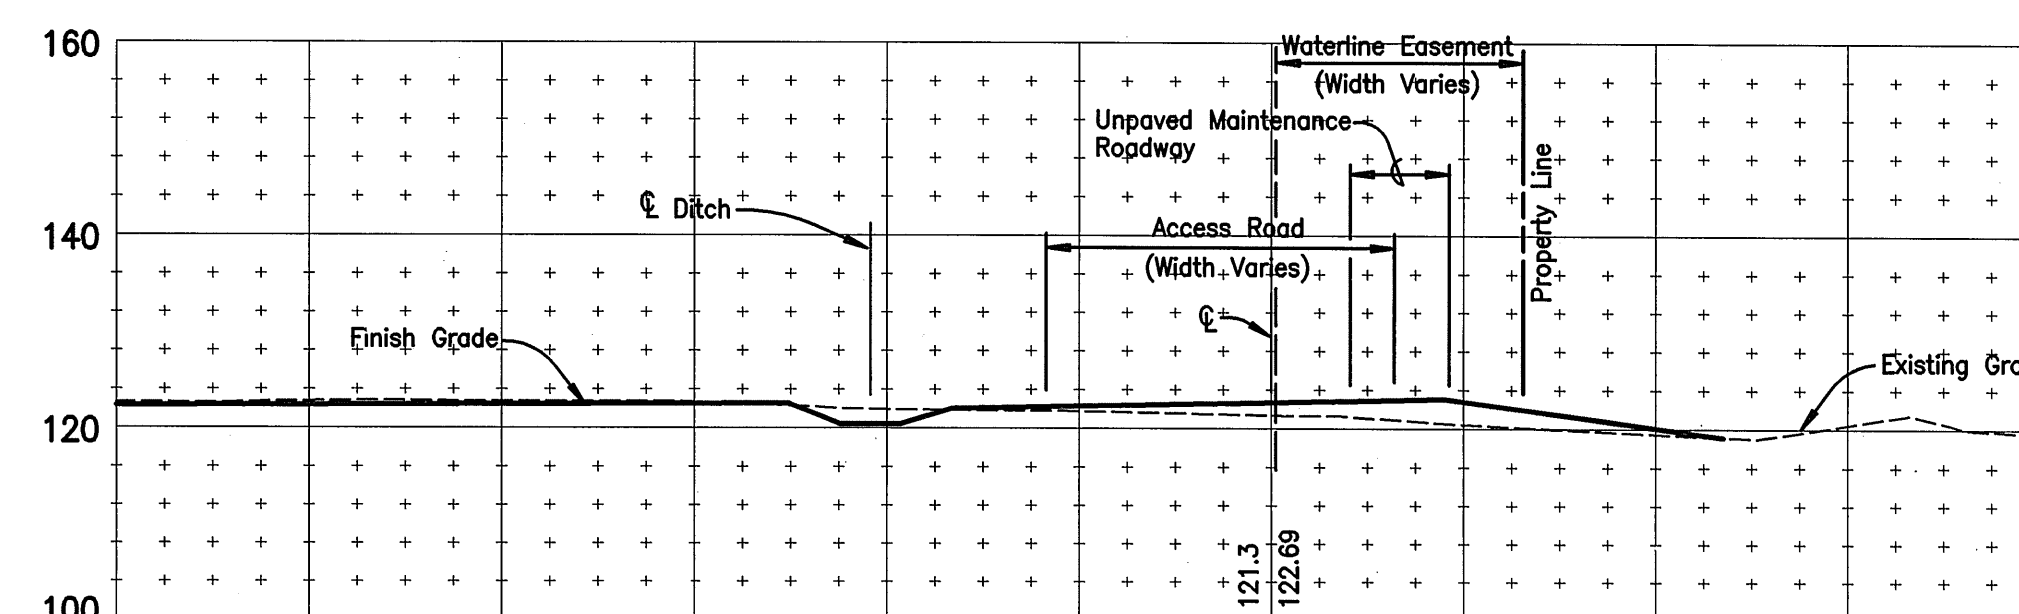 160
Waterline Easement
(Width Varies)
Unpaved Maintenance
Roadway
Property Line
℄ Ditch
140
Access Road
(Width Varies)
℄
Finish Grade
Existing Gra
120
121.3
122.69
100